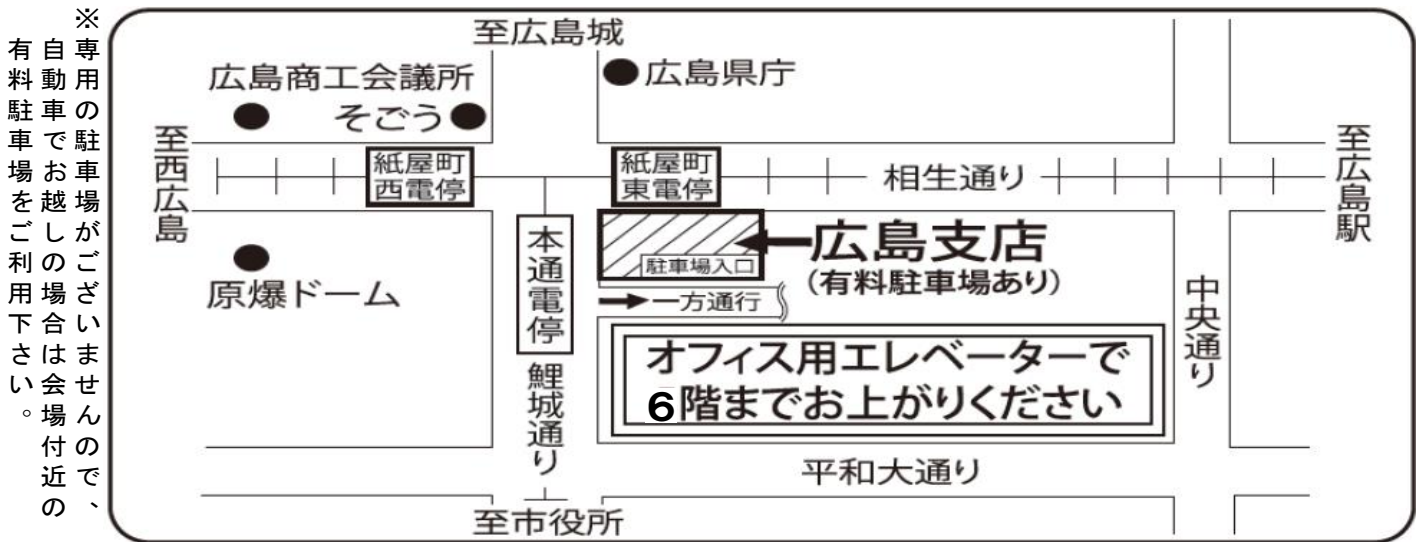 ※専用の駐車場がございませんので、
自動車でお越しの場合は会場付近の
有料駐車場をご利用下さい。
至広島城
広島商工会議所
そごう
広島県庁
至西広島
紙屋町
西電停
紙屋町
東電停
相生通り
至広島駅
本通電停
駐車場入口
広島支店
(有料駐車場あり)
原爆ドーム
一方通行
中央通り
オフィス用エレベーターで
6階までお上がりください
鯉城通り
平和大通り
至市役所